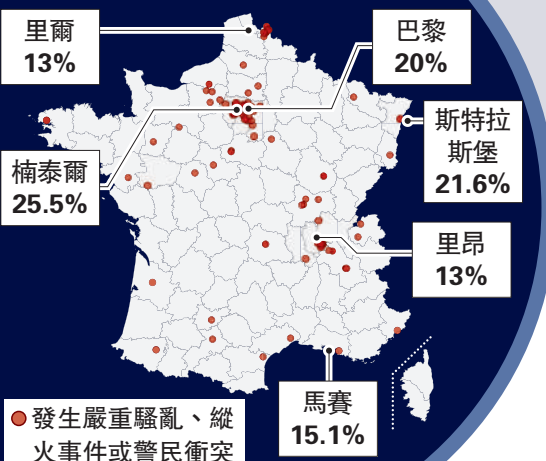 里爾
13%
巴黎
20%
斯特拉
斯堡
21.6%
楠泰爾
25.5%
里昂
13%
馬賽
15.1%
發生嚴重騷亂、縱
火事件或警民衝突